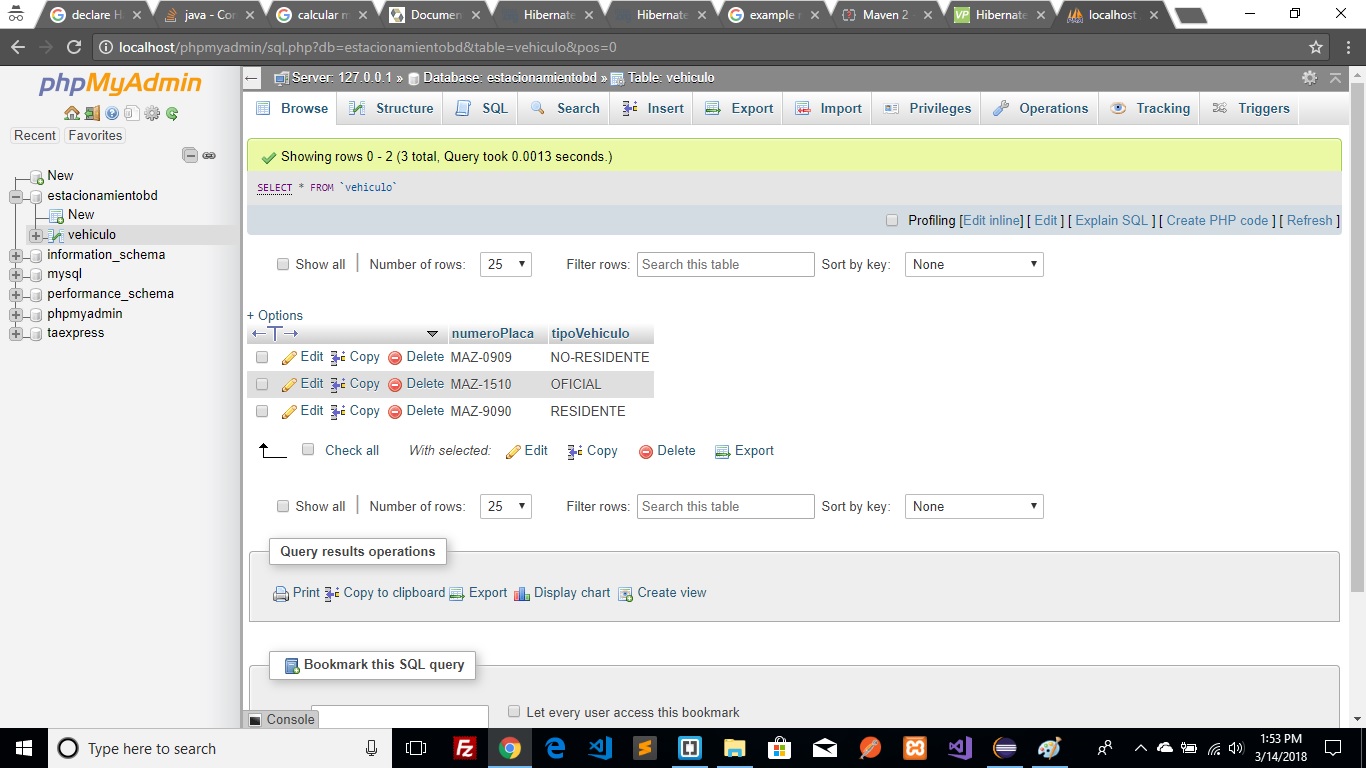 declare H
java - Cor
calcular m
Documen
Hibernate
Hibernate
example r
Maven 2
VP Hibernate
localhost
localhost/phpmyadmin/sql.php?db=estacionamientobd&table=vehiculo&pos=0
phpMyAdmin
Recent Favorites
New
estacionamientobd
New
vehiculo
information_schema
mysql
performance_schema
phpmyadmin
taexpress
Server: 127.0.0.1 » Database: estacionamientobd » Table: vehiculo
Browse Structure SQL Search Insert Export Import Privileges Operations Tracking Triggers
Showing rows 0 - 2 (3 total, Query took 0.0013 seconds.)
SELECT * FROM `vehiculo`
Profiling [Edit inline] [ Edit ] [ Explain SQL ] [ Create PHP code ] [ Refresh ]
Show all Number of rows: 25 Filter rows: Search this table Sort by key: None
+ Options
numeroPlaca tipoVehiculo
Edit Copy Delete MAZ-0909 NO-RESIDENTE
Edit Copy Delete MAZ-1510 OFICIAL
Edit Copy Delete MAZ-9090 RESIDENTE
Check all With selected: Edit Copy Delete Export
Show all Number of rows: 25 Filter rows: Search this table Sort by key: None
Query results operations
Print Copy to clipboard Export Display chart Create view
Bookmark this SQL query
Let every user access this bookmark
Console
Type here to search
1:53 PM
3/14/2018